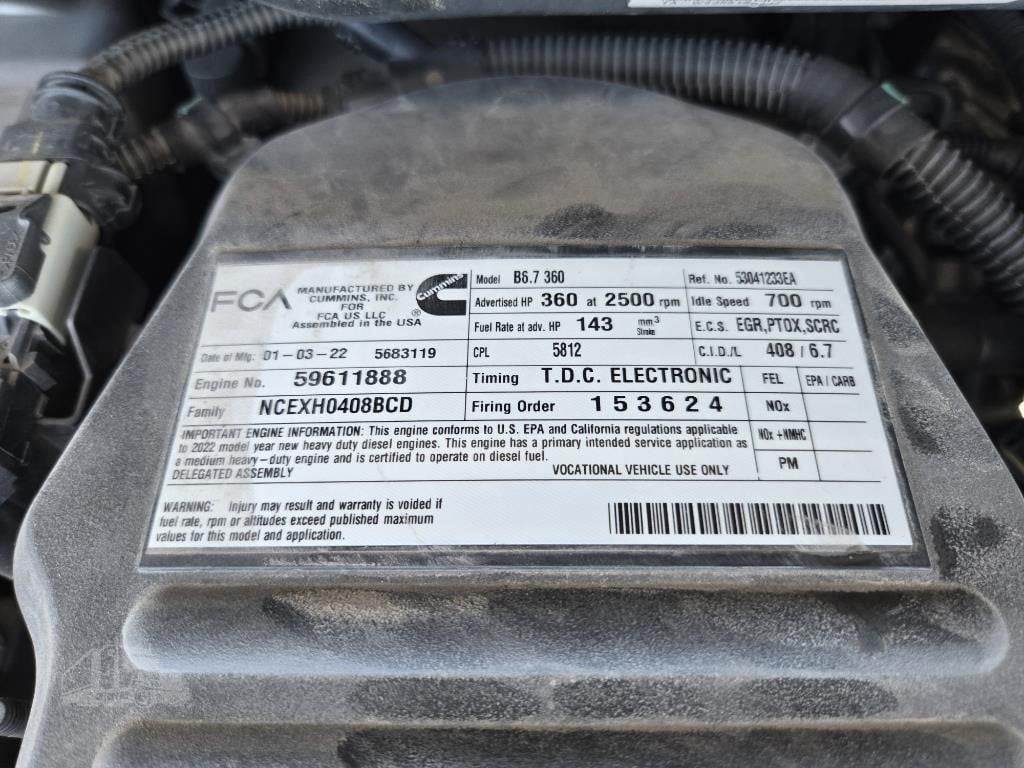 FCA
MANUFACTURED BY
CUMMINS, INC.
FOR
FCA US LLC
Assembled in the USA
Cummins
®
Model B6.7 360
Ref. No. 53041233EA
Advertised HP 360 at 2500 rpm
Idle Speed 700 rpm
Fuel Rate at adv. HP 143 mm³ Stroke
E.C.S. EGR,PTOX,SCRC
Date of Mfg: 01-03-22 5683119
CPL 5812
C.I.D./L 408 / 6.7
Engine No. 59611888
Timing T.D.C. ELECTRONIC
FEL EPA / CARB
Family NCEXH0408BCD
Firing Order 1 5 3 6 2 4
NOx
NOx +NMHC
PM
IMPORTANT ENGINE INFORMATION: This engine conforms to U.S. EPA and California regulations applicable
to 2022 model year new heavy duty diesel engines. This engine has a primary intended service application as
a medium heavy-duty engine and is certified to operate on diesel fuel.
DELEGATED ASSEMBLY VOCATIONAL VEHICLE USE ONLY
WARNING: Injury may result and warranty is voided if
fuel rate, rpm or altitudes exceed published maximum
values for this model and application.